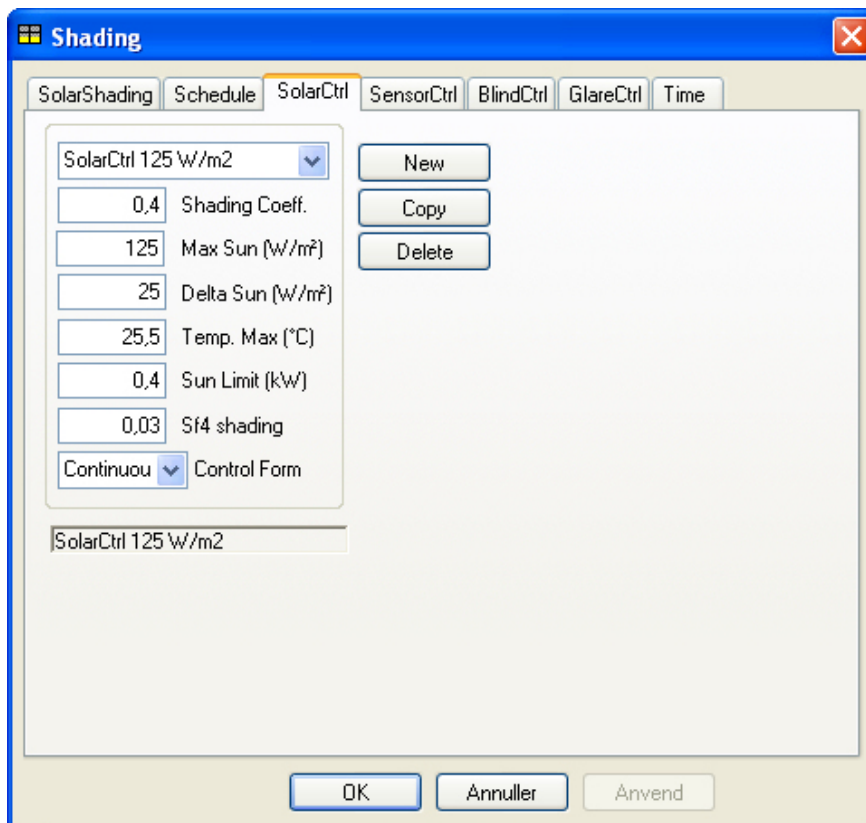 Shading
SolarShading Schedule SolarCtrl SensorCtrl BlindCtrl GlareCtrl Time
SolarCtrl 125 W/m2 New
0,4 Shading Coeff. Copy
125 Max Sun (W/m²) Delete
25 Delta Sun (W/m²)
25,5 Temp. Max (°C)
0,4 Sun Limit (kW)
0,03 Sf4 shading
Continuou Control Form
SolarCtrl 125 W/m2
OK Annuller Anvend